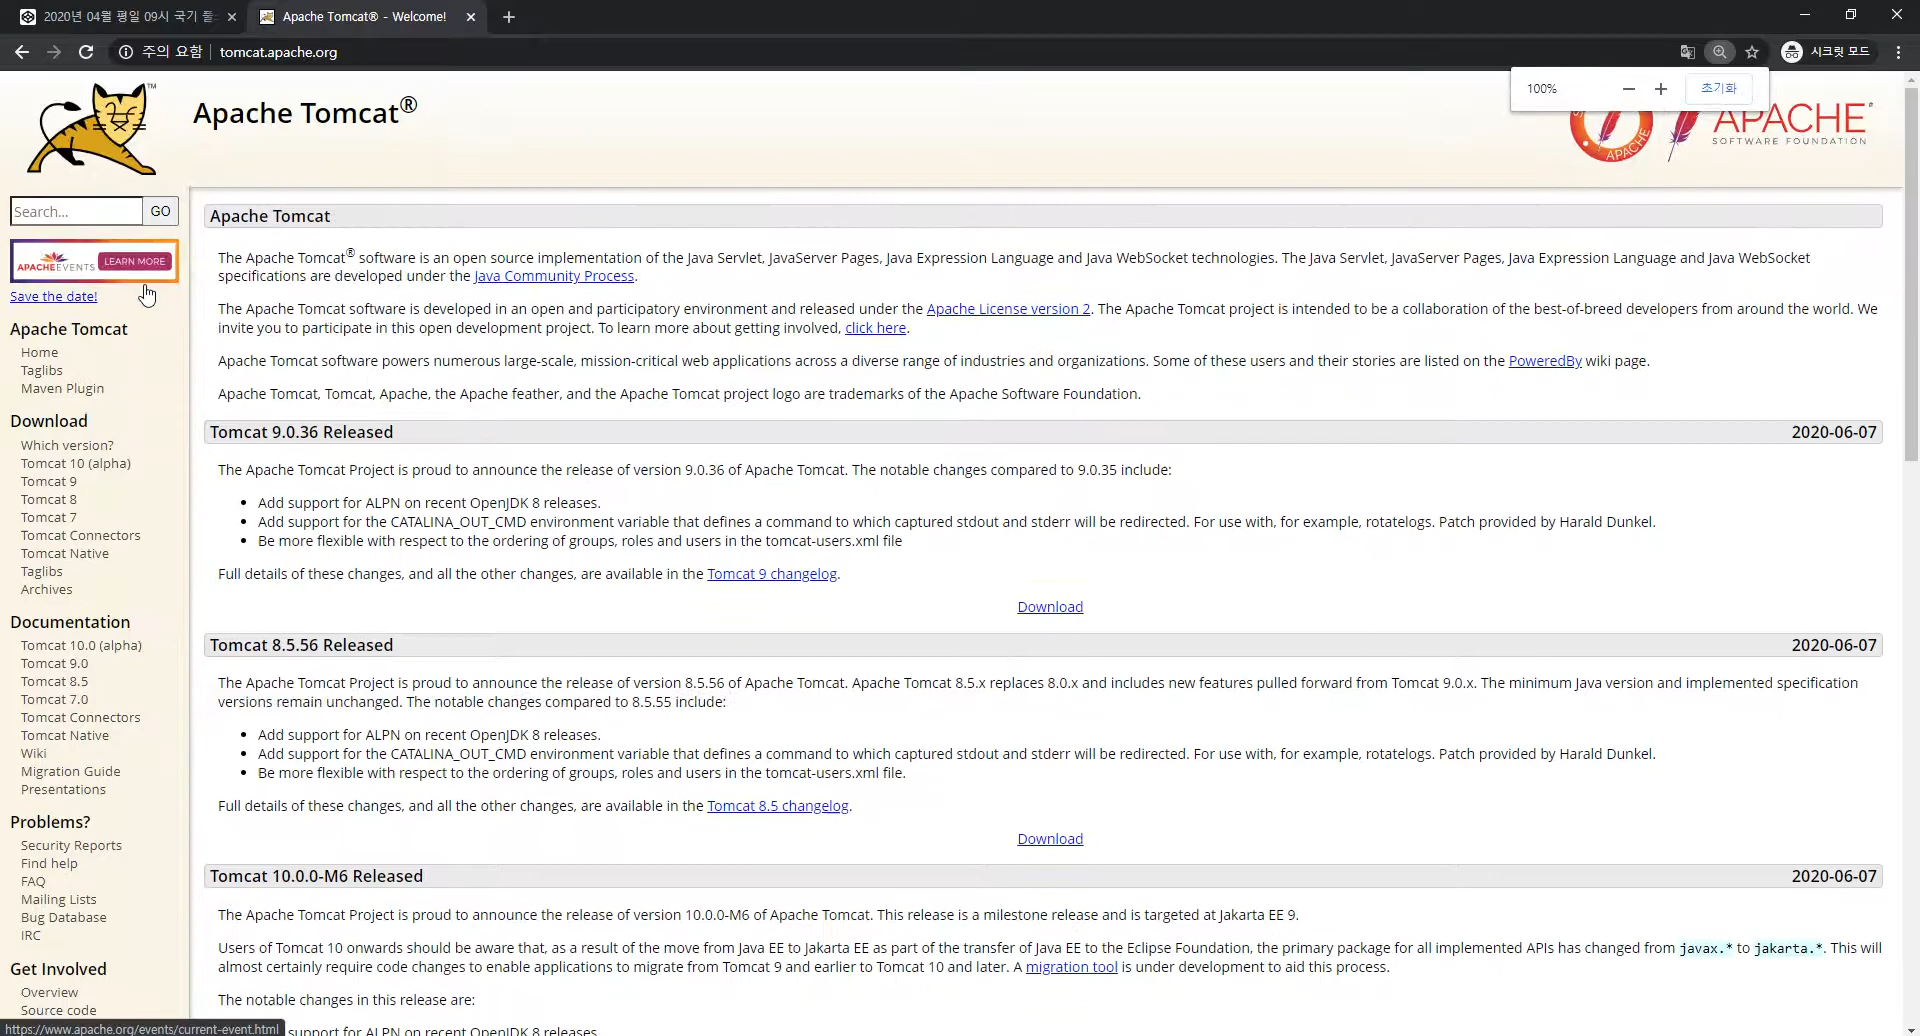 2020년 04월 평일 09시 국기
Apache Tomcat® - Welcome!
주의 요함
tomcat.apache.org
시크릿 모드
100%
초기화
TM
Apache Tomcat®
APACHE
APACHE
SOFTWARE FOUNDATION
Search...
GO
APACHEEVENTS
LEARN MORE
Save the date!
Apache Tomcat
Home
Taglibs
Maven Plugin
Download
Which version?
Tomcat 10 (alpha)
Tomcat 9
Tomcat 8
Tomcat 7
Tomcat Connectors
Tomcat Native
Taglibs
Archives
Documentation
Tomcat 10.0 (alpha)
Tomcat 9.0
Tomcat 8.5
Tomcat 7.0
Tomcat Connectors
Tomcat Native
Wiki
Migration Guide
Presentations
Problems?
Security Reports
Find help
FAQ
Mailing Lists
Bug Database
IRC
Get Involved
Overview
Source code
Apache Tomcat
The Apache Tomcat® software is an open source implementation of the Java Servlet, JavaServer Pages, Java Expression Language and Java WebSocket technologies. The Java Servlet, JavaServer Pages, Java Expression Language and Java WebSocket
specifications are developed under the Java Community Process.
The Apache Tomcat software is developed in an open and participatory environment and released under the Apache License version 2. The Apache Tomcat project is intended to be a collaboration of the best-of-breed developers from around the world. We
invite you to participate in this open development project. To learn more about getting involved, click here.
Apache Tomcat software powers numerous large-scale, mission-critical web applications across a diverse range of industries and organizations. Some of these users and their stories are listed on the PoweredBy wiki page.
Apache Tomcat, Tomcat, Apache, the Apache feather, and the Apache Tomcat project logo are trademarks of the Apache Software Foundation.
Tomcat 9.0.36 Released 2020-06-07
The Apache Tomcat Project is proud to announce the release of version 9.0.36 of Apache Tomcat. The notable changes compared to 9.0.35 include:
• Add support for ALPN on recent OpenJDK 8 releases.
• Add support for the CATALINA_OUT_CMD environment variable that defines a command to which captured stdout and stderr will be redirected. For use with, for example, rotatelogs. Patch provided by Harald Dunkel.
• Be more flexible with respect to the ordering of groups, roles and users in the tomcat-users.xml file
Full details of these changes, and all the other changes, are available in the Tomcat 9 changelog.
Download
Tomcat 8.5.56 Released 2020-06-07
The Apache Tomcat Project is proud to announce the release of version 8.5.56 of Apache Tomcat. Apache Tomcat 8.5.x replaces 8.0.x and includes new features pulled forward from Tomcat 9.0.x. The minimum Java version and implemented specification
versions remain unchanged. The notable changes compared to 8.5.55 include:
• Add support for ALPN on recent OpenJDK 8 releases.
• Add support for the CATALINA_OUT_CMD environment variable that defines a command to which captured stdout and stderr will be redirected. For use with, for example, rotatelogs. Patch provided by Harald Dunkel.
• Be more flexible with respect to the ordering of groups, roles and users in the tomcat-users.xml file.
Full details of these changes, and all the other changes, are available in the Tomcat 8.5 changelog.
Download
Tomcat 10.0.0-M6 Released 2020-06-07
The Apache Tomcat Project is proud to announce the release of version 10.0.0-M6 of Apache Tomcat. This release is a milestone release and is targeted at Jakarta EE 9.
Users of Tomcat 10 onwards should be aware that, as a result of the move from Java EE to Jakarta EE as part of the transfer of Java EE to the Eclipse Foundation, the primary package for all implemented APIs has changed from javax.* to jakarta.*. This will
almost certainly require code changes to enable applications to migrate from Tomcat 9 and earlier to Tomcat 10 and later. A migration tool is under development to aid this process.
The notable changes in this release are:
support for ALPN on recent OpenJDK 8 releases.
https://www.apache.org/events/current-event.html